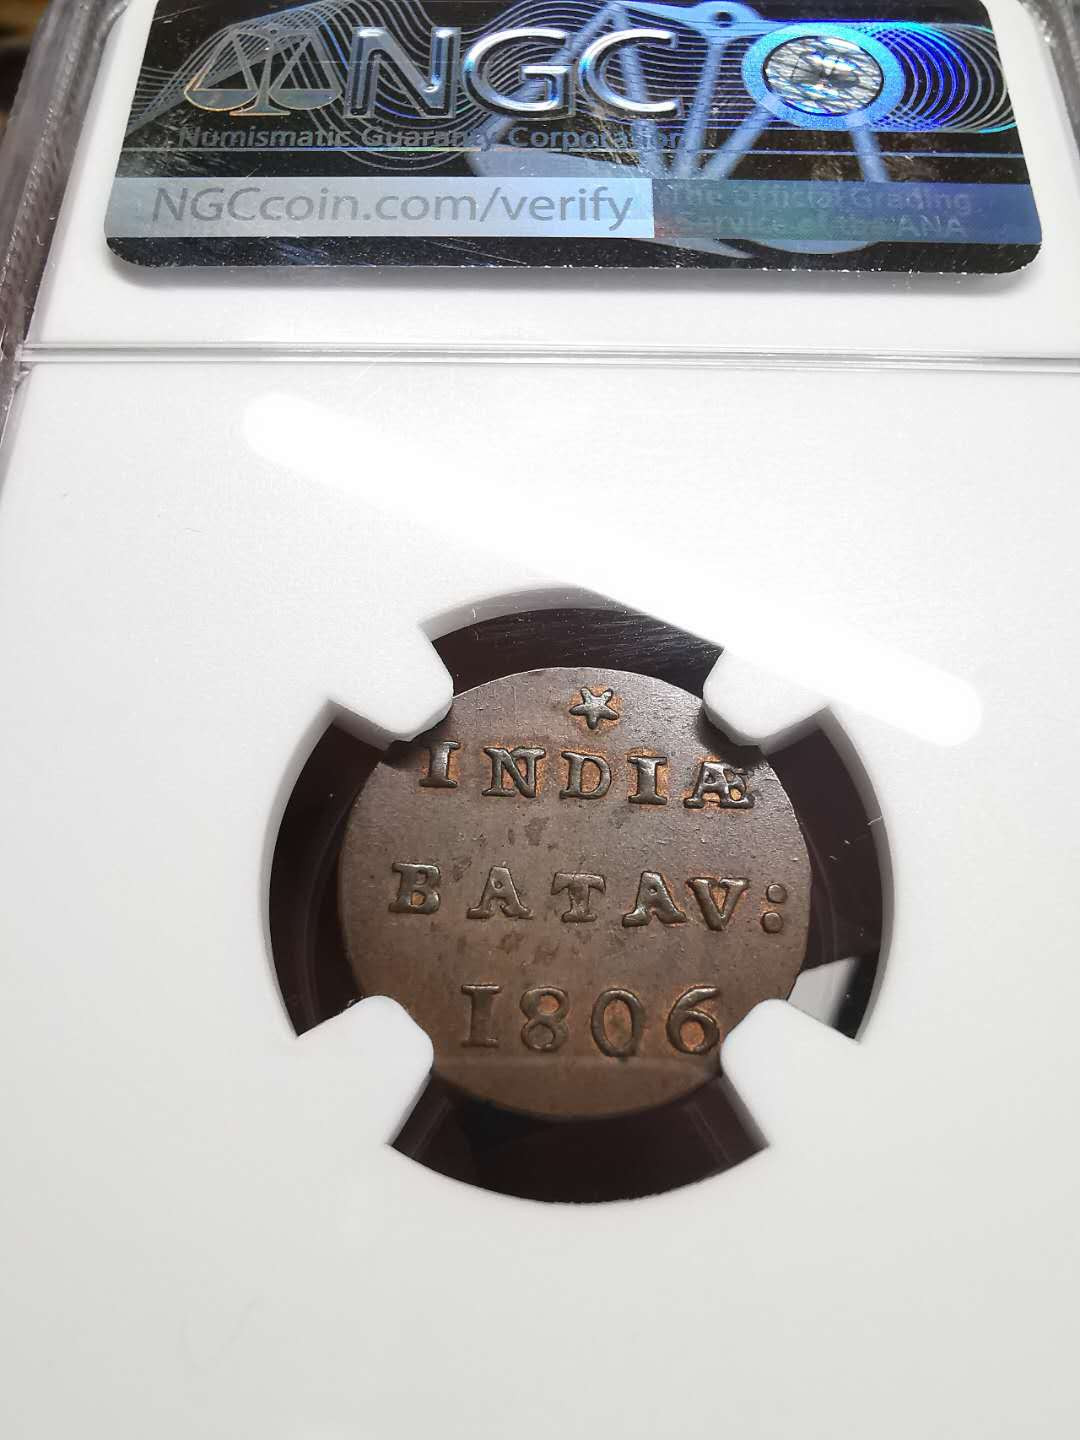 NGC
Numismatic Guaranty Corporation
NGCcoin.com/verify
The Official Grading
Service of the ANA
INDIÆ
BATAV:
1806